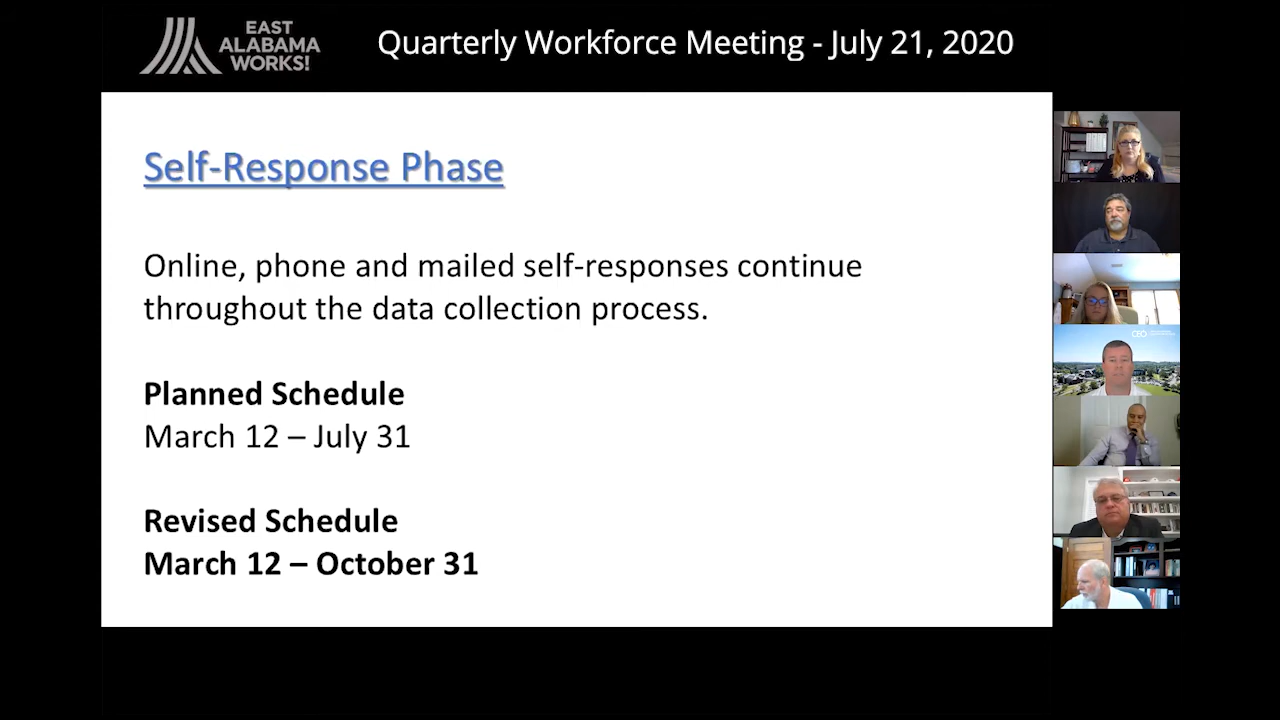 EAST
ALABAMA
WORKS!
Quarterly Workforce Meeting - July 21, 2020
Self-Response Phase
Online, phone and mailed self-responses continue
throughout the data collection process.
Planned Schedule
March 12 – July 31
Revised Schedule
March 12 – October 31
CEO